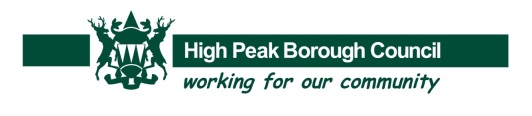 High Peak Borough Council
working for our community